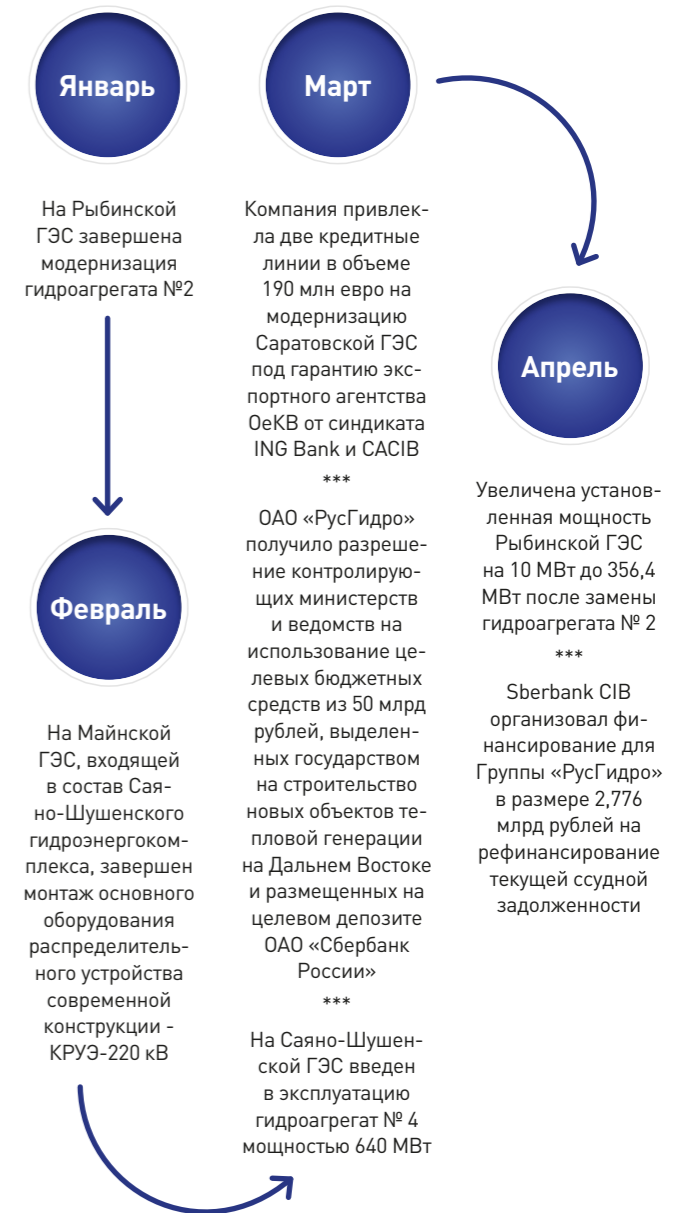 Январь
На Рыбинской
ГЭС завершена
модернизация
гидроагрегата №2
Февраль
На Майнской
ГЭС, входящей
в состав Сая-
но-Шушенского
гидроэнергоком-
плекса, завершен
монтаж основного
оборудования
распределитель-
ного устройства
современной
конструкции -
КРУЭ-220 кВ
Март
Компания привлек-
ла две кредитные
линии в объеме
190 млн евро на
модернизацию
Саратовской ГЭС
под гарантию экс-
портного агентства
ОеКВ от синдиката
ING Bank и CACIB
***
ОАО «РусГидро»
получило разреше-
ние контролирую-
щих министерств
и ведомств на
использование це-
левых бюджетных
средств из 50 млрд
рублей, выделен-
ных государством
на строительство
новых объектов те-
пловой генерации
на Дальнем Востоке
и размещенных на
целевом депозите
ОАО «Сбербанк
России»
***
На Саяно-Шушен-
ской ГЭС введен
в эксплуатацию
гидроагрегат № 4
мощностью 640 МВт
Апрель
Увеличена установ-
ленная мощность
Рыбинской ГЭС
на 10 МВт до 356,4
МВт после замены
гидроагрегата № 2
***
Sberbank CIB
организовал фи-
нансирование для
Группы «РусГидро»
в размере 2,776
млрд рублей на
рефинансирование
текущей ссудной
задолженности